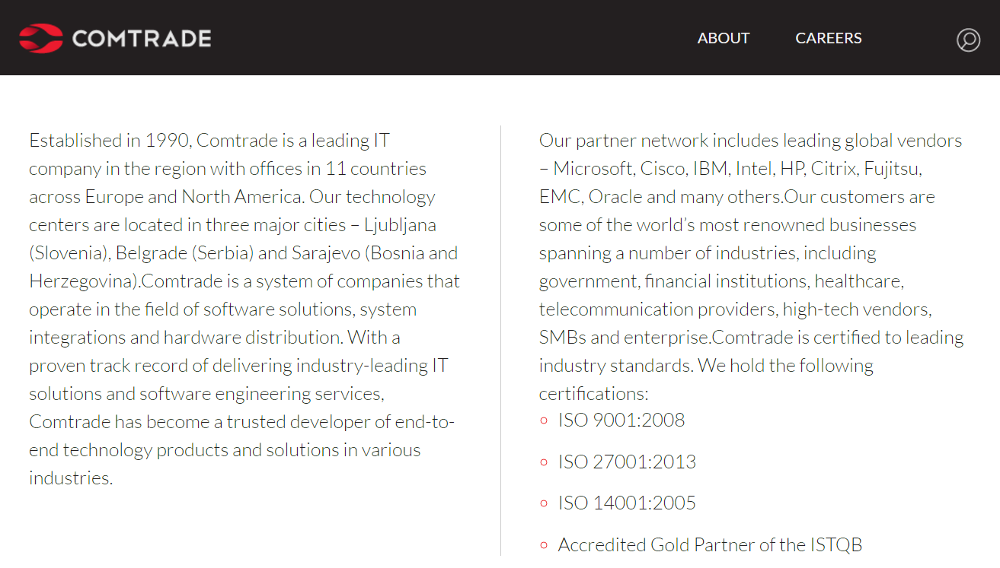 COMTRADE
ABOUT
CAREERS
Established in 1990, Comtrade is a leading IT
company in the region with offices in 11 countries
across Europe and North America. Our technology
centers are located in three major cities – Ljubljana
(Slovenia), Belgrade (Serbia) and Sarajevo (Bosnia and
Herzegovina).Comtrade is a system of companies that
operate in the field of software solutions, system
integrations and hardware distribution. With a
proven track record of delivering industry-leading IT
solutions and software engineering services,
Comtrade has become a trusted developer of end-to-
end technology products and solutions in various
industries.
Our partner network includes leading global vendors
– Microsoft, Cisco, IBM, Intel, HP, Citrix, Fujitsu,
EMC, Oracle and many others.Our customers are
some of the world’s most renowned businesses
spanning a number of industries, including
government, financial institutions, healthcare,
telecommunication providers, high-tech vendors,
SMBs and enterprise.Comtrade is certified to leading
industry standards. We hold the following
certifications:
ISO 9001:2008
ISO 27001:2013
ISO 14001:2005
Accredited Gold Partner of the ISTQB